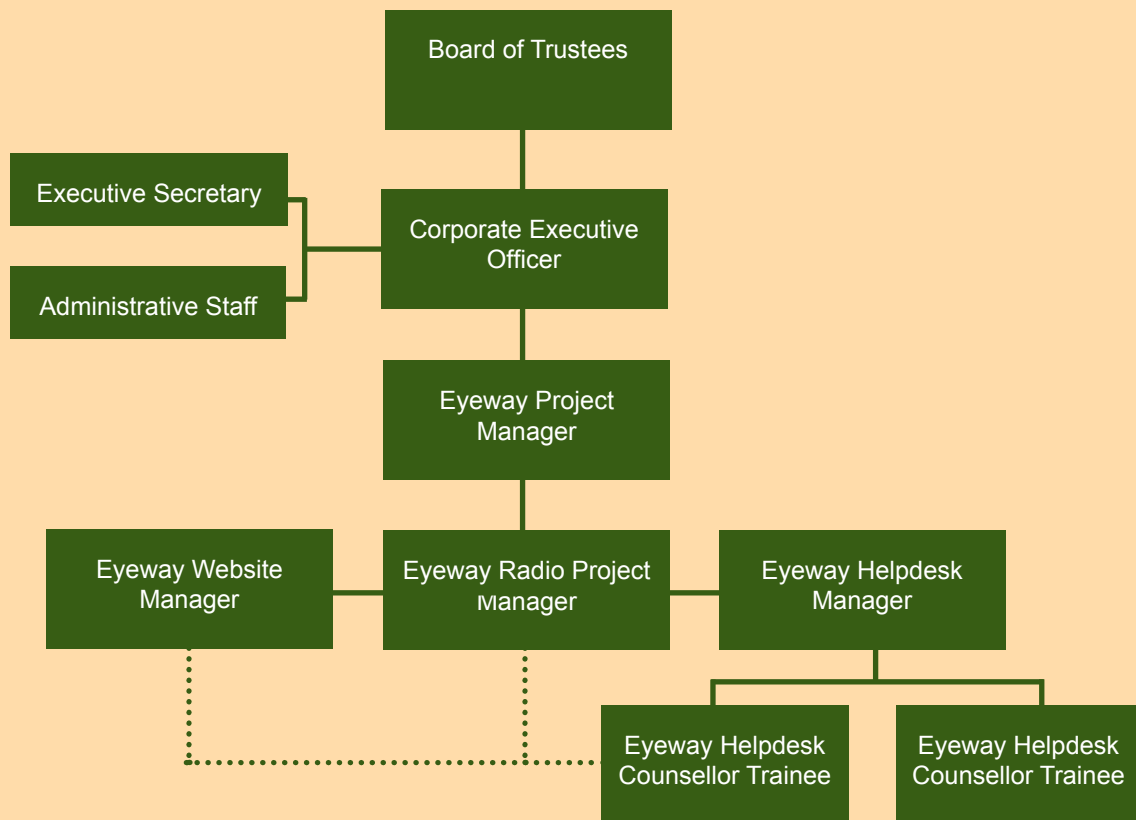 Board of Trustees
Executive Secretary
Corporate Executive
Officer
Administrative Staff
Eyeway Project
Manager
Eyeway Website
Manager
Eyeway Radio Project
Manager
Eyeway Helpdesk
Manager
Eyeway Helpdesk
Counsellor Trainee
Eyeway Helpdesk
Counsellor Trainee